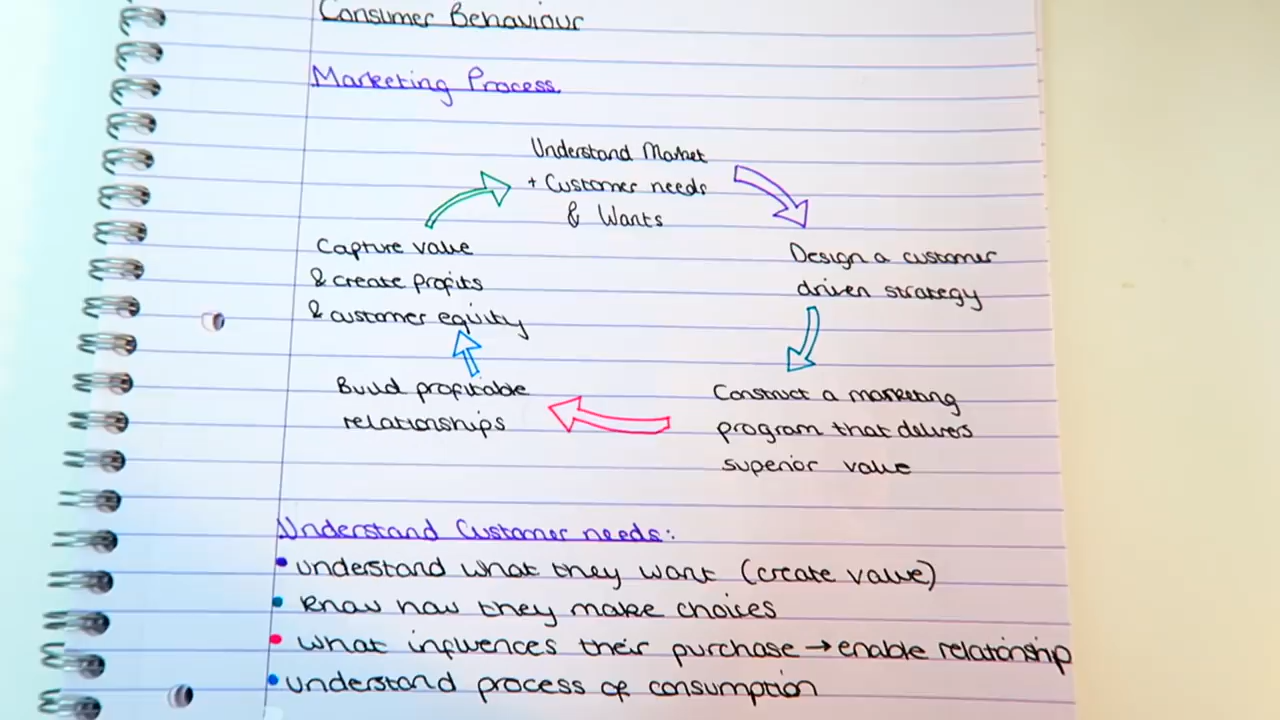 Consumer Behaviour
Marketing Process.
Understand Market
+ Customer needs
& Wants
Design a customer
driven strategy
Construct a marketing
program that delivers
superior value
Build profitable
relationships
Capture value
& create profits
& customer equity
Understand Customer needs:
• understand what they want (create value)
• know how they make choices
• what influences their purchase → enable relationship
• understand process of consumption